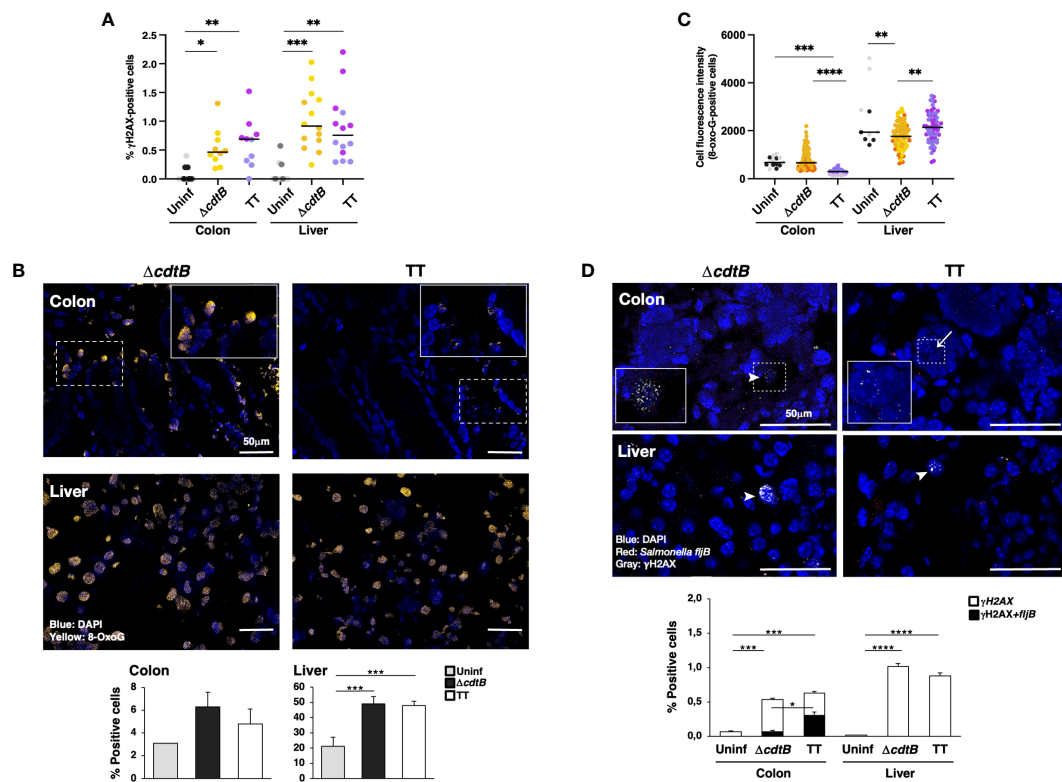 A
% γH2AX-positive cells
2.5
2.0
1.5
1.0
0.5
0.0
* ** *** **
Uninf ΔcdtB TT Uninf ΔcdtB TT
Colon Liver
C
Cell fluorescence intensity
(8-oxo-G-positive cells)
6000
4000
2000
0
*** **** ** **
Uninf ΔcdtB TT Uninf ΔcdtB TT
Colon Liver
B
ΔcdtB TT
Colon
50μm
Liver
Blue: DAPI
Yellow: 8-OxoG
Colon
% Positive cells
8
6
4
2
0
Liver
60
50
40
30
20
10
0
*** ***
Uninf
ΔcdtB
TT
D
ΔcdtB TT
Colon
50μm
Liver
Blue: DAPI
Red: Salmonella fljB
Gray: γH2AX
γH2AX
γH2AX+fljB
% Positive cells
2,0
1,5
1,0
0,5
0,0
*** *** * **** ****
Uninf ΔcdtB TT Uninf ΔcdtB TT
Colon Liver